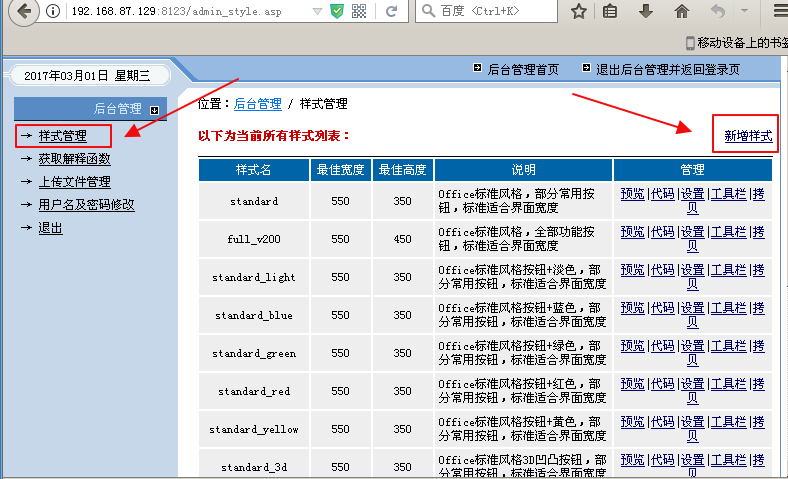 192.168.87.129:8123/admin_style.asp
百度 <Ctrl+K>
移动设备上的书签
2017年03月01日 星期三
后台管理首页
退出后台管理并返回登录页
后台管理
→ 样式管理
→ 获取解释函数
→ 上传文件管理
→ 用户名及密码修改
→ 退出
位置：后台管理 / 样式管理
以下为当前所有样式列表：
新增样式
样式名 最佳宽度 最佳高度 说明 管理
standard 550 350 Office标准风格，部分常用按
钮，标准适合界面宽度
预览|代码|设置|工具栏|拷
贝
full_v200 550 450 Office标准风格，全部功能按
钮，标准适合界面宽度
预览|代码|设置|工具栏|拷
贝
standard_light 550 350 Office标准风格按钮+淡色，部
分常用按钮，标准适合界面宽度
预览|代码|设置|工具栏|拷
贝
standard_blue 550 350 Office标准风格按钮+蓝色，部
分常用按钮，标准适合界面宽度
预览|代码|设置|工具栏|拷
贝
standard_green 550 350 Office标准风格按钮+绿色，部
分常用按钮，标准适合界面宽度
预览|代码|设置|工具栏|拷
贝
standard_red 550 350 Office标准风格按钮+红色，部
分常用按钮，标准适合界面宽度
预览|代码|设置|工具栏|拷
贝
standard_yellow 550 350 Office标准风格按钮+黄色，部
分常用按钮，标准适合界面宽度
预览|代码|设置|工具栏|拷
贝
standard_3d 550 350 Office标准风格3D凹凸按钮，部
分常用按钮，标准适合界面宽度
预览|代码|设置|工具栏|拷
贝